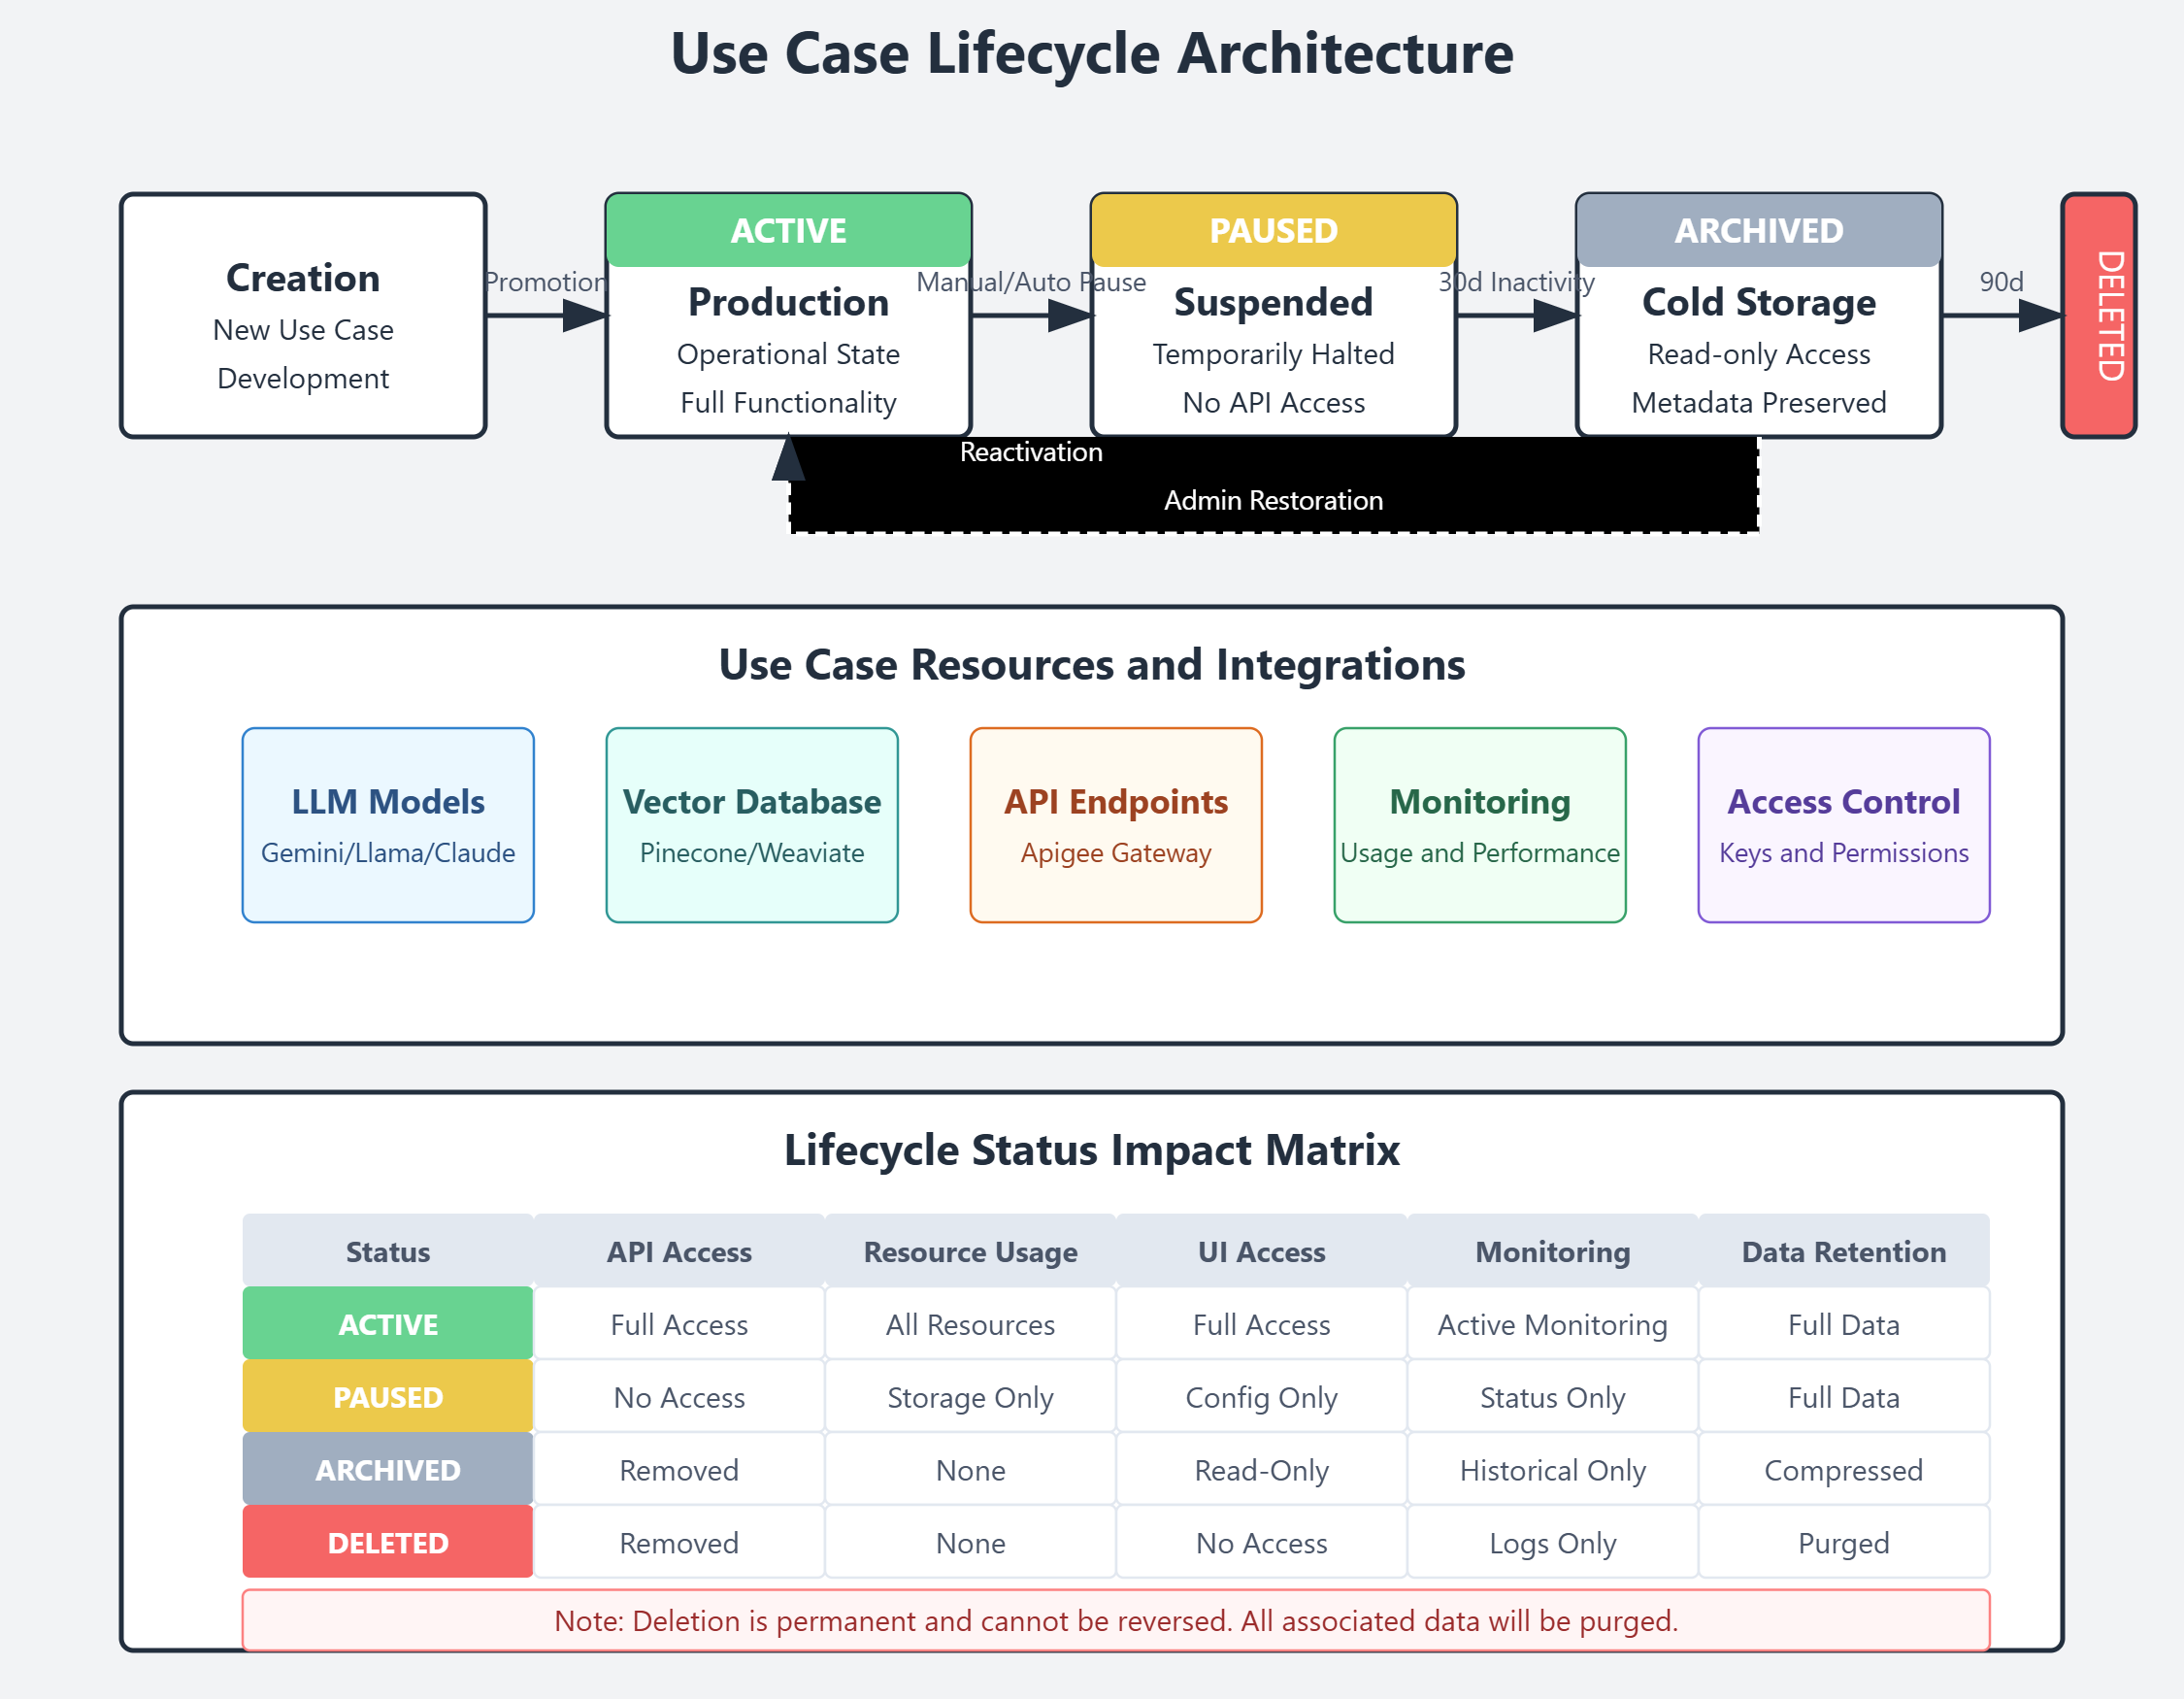 Use Case Lifecycle Architecture
Creation
New Use Case
Development
Promotion
ACTIVE
Production
Operational State
Full Functionality
Manual/Auto Pause
PAUSED
Suspended
Temporarily Halted
No API Access
30d Inactivity
ARCHIVED
Cold Storage
Read-only Access
Metadata Preserved
90d
DELETED
Reactivation
Admin Restoration
Use Case Resources and Integrations
LLM Models
Gemini/Llama/Claude
Vector Database
Pinecone/Weaviate
API Endpoints
Apigee Gateway
Monitoring
Usage and Performance
Access Control
Keys and Permissions
Lifecycle Status Impact Matrix
Status API Access Resource Usage UI Access Monitoring Data Retention
ACTIVE Full Access All Resources Full Access Active Monitoring Full Data
PAUSED No Access Storage Only Config Only Status Only Full Data
ARCHIVED Removed None Read-Only Historical Only Compressed
DELETED Removed None No Access Logs Only Purged
Note: Deletion is permanent and cannot be reversed. All associated data will be purged.